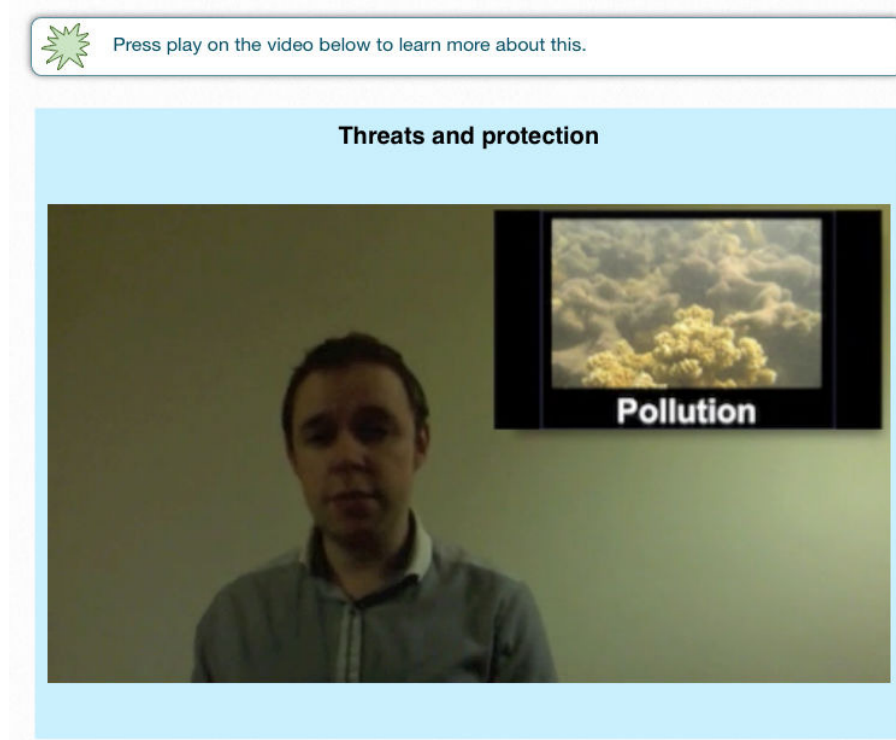 Press play on the video below to learn more about this.
Threats and protection
Pollution